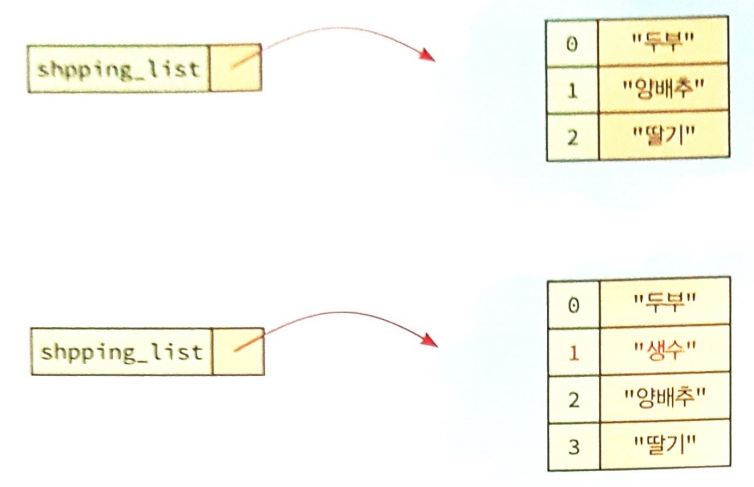 shpping_list
0 "두부"
1 "양배추"
2 "딸기"
shpping_list
0 "두부"
1 "생수"
2 "양배추"
3 "딸기"